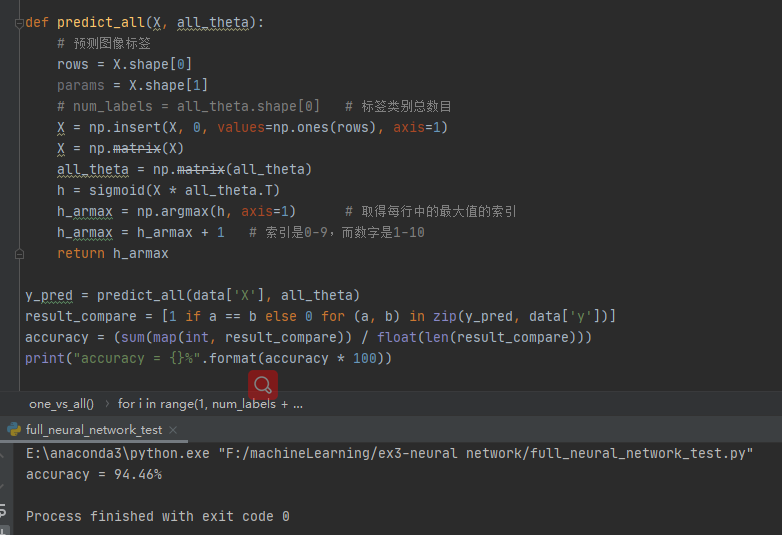 def predict_all(X, all_theta):
    # 预测图像标签
    rows = X.shape[0]
    params = X.shape[1]
    # num_labels = all_theta.shape[0]   # 标签类别总数目
    X = np.insert(X, 0, values=np.ones(rows), axis=1)
    X = np.matrix(X)
    all_theta = np.matrix(all_theta)
    h = sigmoid(X * all_theta.T)
    h_armax = np.argmax(h, axis=1)      # 取得每行中的最大值的索引
    h_armax = h_armax + 1   # 索引是0-9，而数字是1-10
    return h_armax
y_pred = predict_all(data['X'], all_theta)
result_compare = [1 if a == b else 0 for (a, b) in zip(y_pred, data['y'])]
accuracy = (sum(map(int, result_compare)) / float(len(result_compare)))
print("accuracy = {}%".format(accuracy * 100))
one_vs_all() › for i in range(1, num_labels + ...
full_neural_network_test ×
E:\anaconda3\python.exe "F:/machineLearning/ex3-neural network/full_neural_network_test.py"
accuracy = 94.46%
Process finished with exit code 0